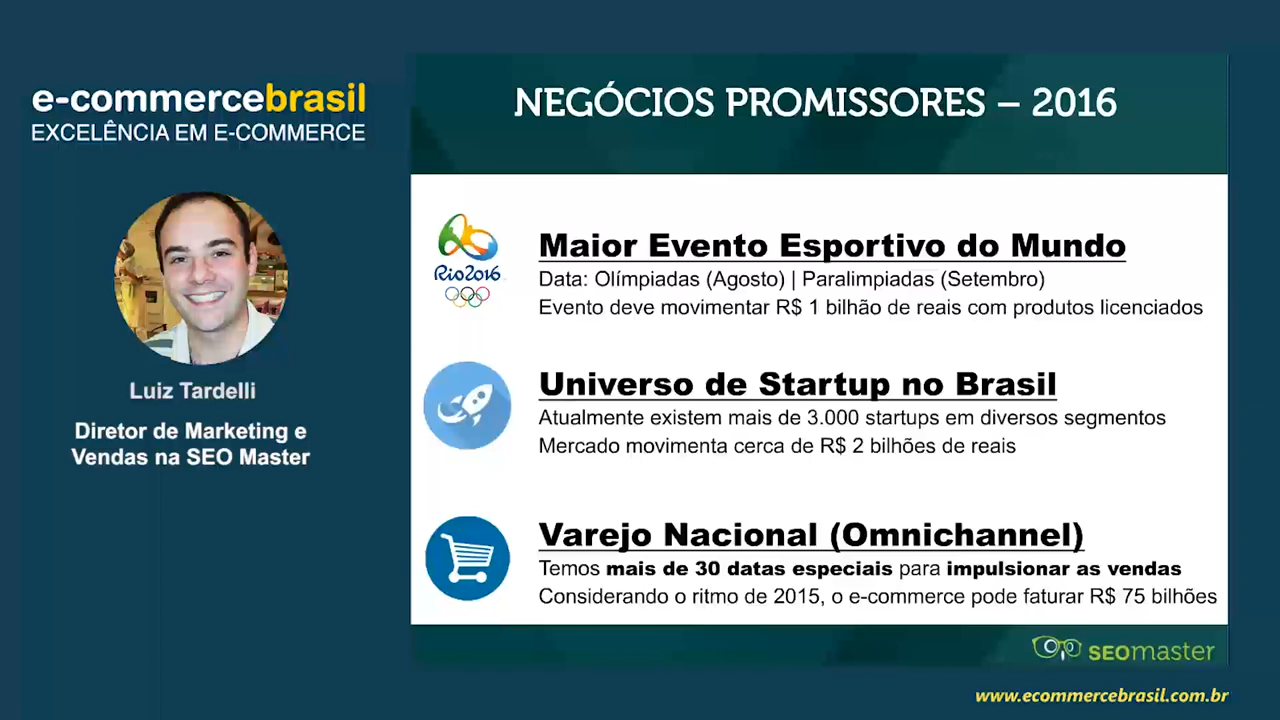 e-commercebrasil
EXCELÊNCIA EM E-COMMERCE
Luiz Tardelli
Diretor de Marketing e
Vendas na SEO Master
NEGÓCIOS PROMISSORES – 2016
Rio2016
Maior Evento Esportivo do Mundo
Data: Olímpiadas (Agosto) | Paralimpiadas (Setembro)
Evento deve movimentar R$ 1 bilhão de reais com produtos licenciados
Universo de Startup no Brasil
Atualmente existem mais de 3.000 startups em diversos segmentos
Mercado movimenta cerca de R$ 2 bilhões de reais
Varejo Nacional (Omnichannel)
Temos mais de 30 datas especiais para impulsionar as vendas
Considerando o ritmo de 2015, o e-commerce pode faturar R$ 75 bilhões
SEOmaster
www.ecommercebrasil.com.br